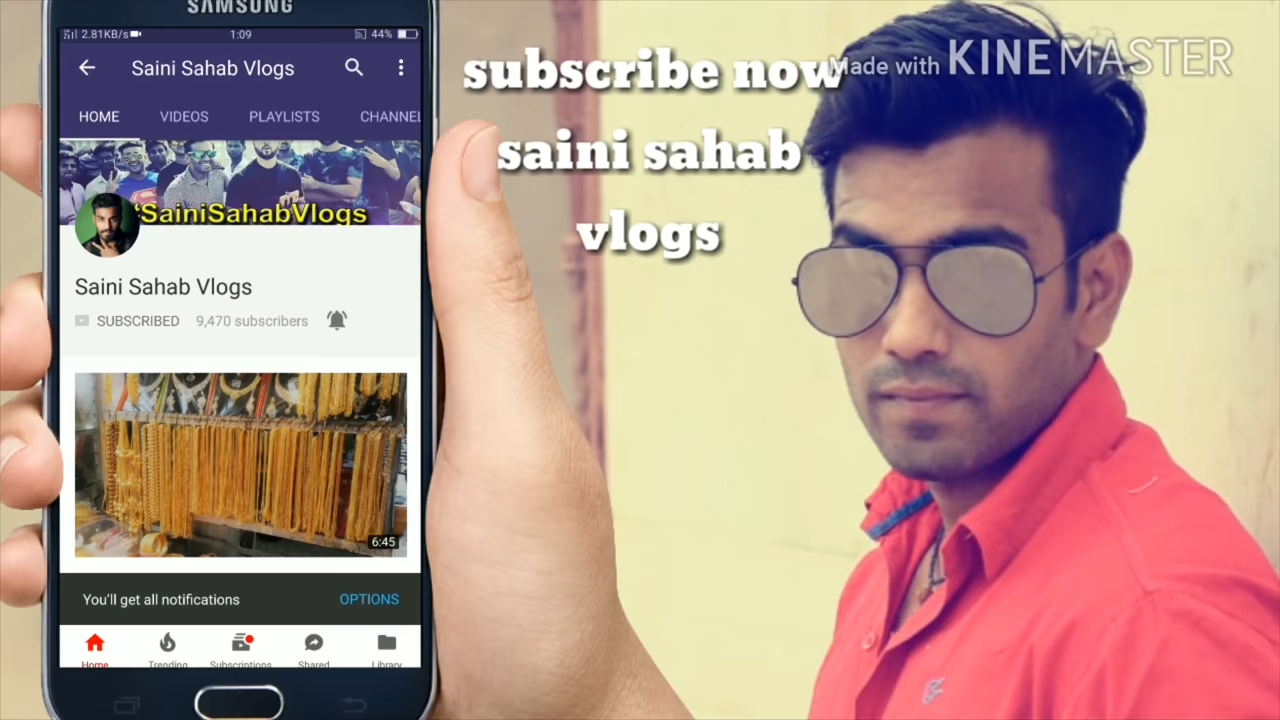 SAMSUNG
2.81KB/s
1:09
44%
Saini Sahab Vlogs
HOME VIDEOS PLAYLISTS CHANNEL
'SainiSahabVlogs
Saini Sahab Vlogs
SUBSCRIBED 9,470 subscribers
6:45
You'll get all notifications OPTIONS
Home Trending Subscriptions Shared Library
subscribe now
saini sahab
vlogs
Made with KINEMASTER